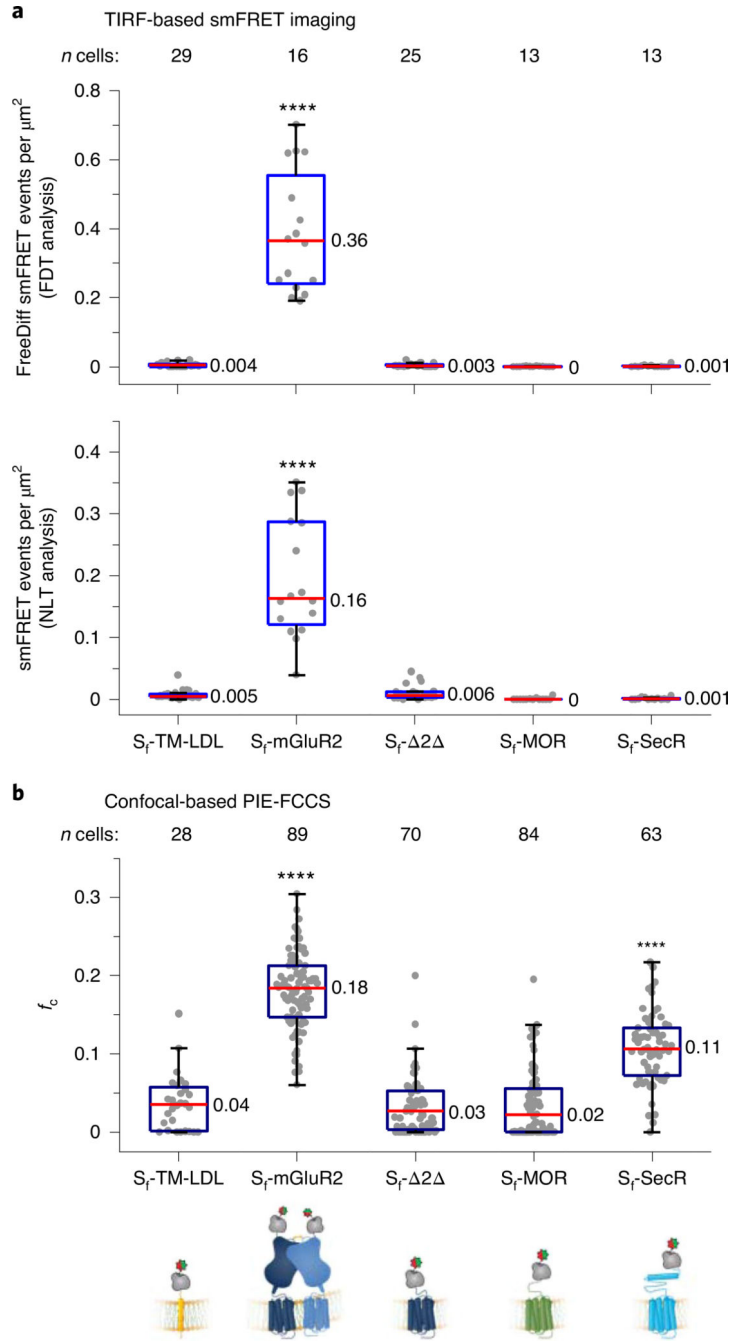 a
TIRF-based smFRET imaging
n cells: 29 16 25 13 13
FreeDiff smFRET events per μm²
(FDT analysis)
0.8
0.6
0.4
0.2
0
****
0.36
0.004
0.003
0
0.001
smFRET events per μm²
(NLT analysis)
0.4
0.3
0.2
0.1
0
****
0.16
0.005
0.006
0
0.001
Sf-TM-LDL Sf-mGluR2 Sf-Δ2Δ Sf-MOR Sf-SecR
b
Confocal-based PIE-FCCS
n cells: 28 89 70 84 63
fc
0.3
0.2
0.1
0
****
****
0.18
0.11
0.04
0.03
0.02
Sf-TM-LDL Sf-mGluR2 Sf-Δ2Δ Sf-MOR Sf-SecR